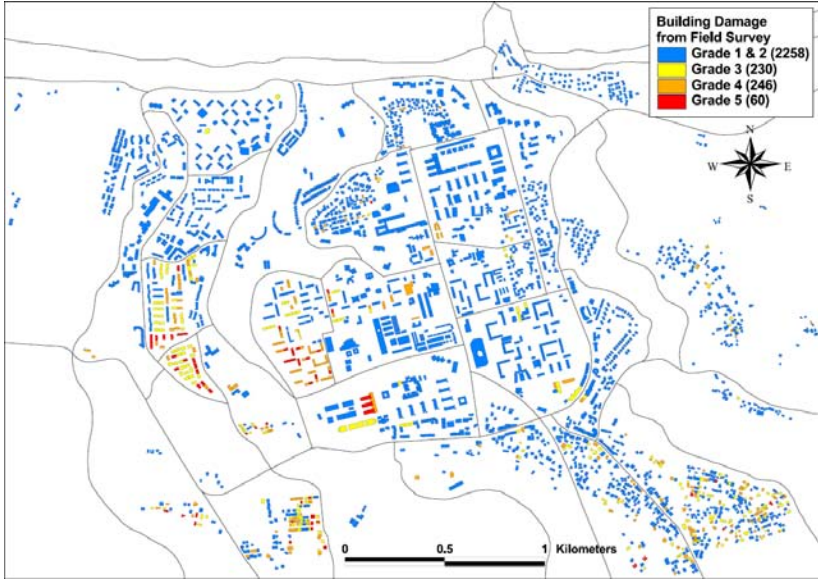 Building Damage
from Field Survey
Grade 1 & 2 (2258)
Grade 3 (230)
Grade 4 (246)
Grade 5 (60)
N
W E
S
0 0.5 1 Kilometers